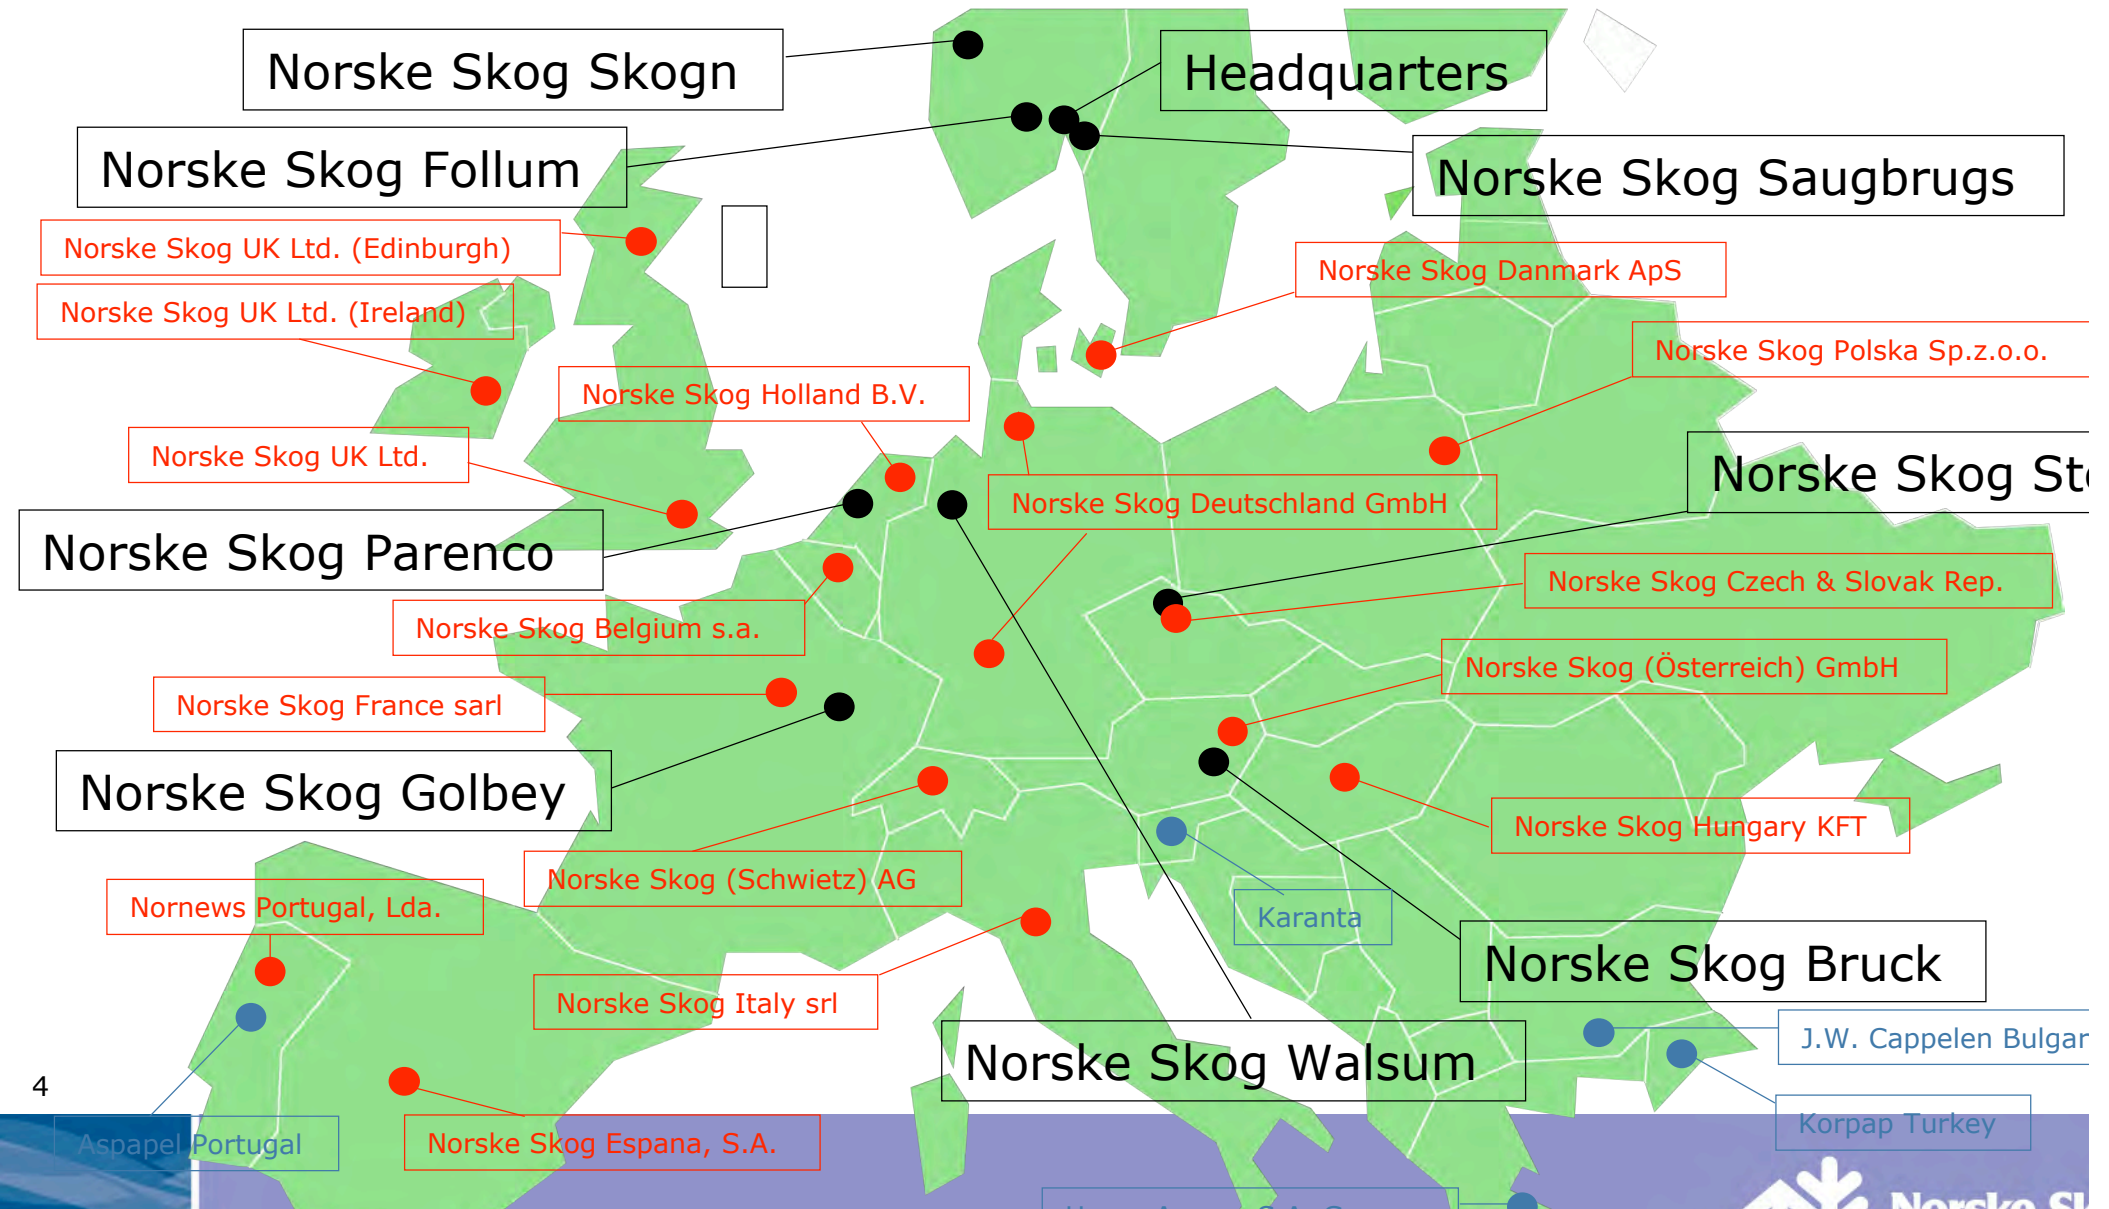 Norske Skog Skogn
Headquarters
Norske Skog Follum
Norske Skog Saugbrugs
Norske Skog UK Ltd. (Edinburgh)
Norske Skog Danmark ApS
Norske Skog UK Ltd. (Ireland)
Norske Skog Polska Sp.z.o.o.
Norske Skog Holland B.V.
Norske Skog UK Ltd.
Norske Skog
Norske Skog Deutschland GmbH
Norske Skog Parenco
Norske Skog Czech & Slovak Rep.
Norske Skog Belgium s.a.
Norske Skog (Österreich) GmbH
Norske Skog France sarl
Norske Skog Golbey
Norske Skog Hungary KFT
Norske Skog (Schwietz) AG
Nornews Portugal, Lda.
Karanta
Norske Skog Bruck
Norske Skog Italy srl
J.W. Cappelen
Norske Skog Walsum
4
Korpap Turkey
Aspapel Portugal
Norske Skog Espana, S.A.
Norske